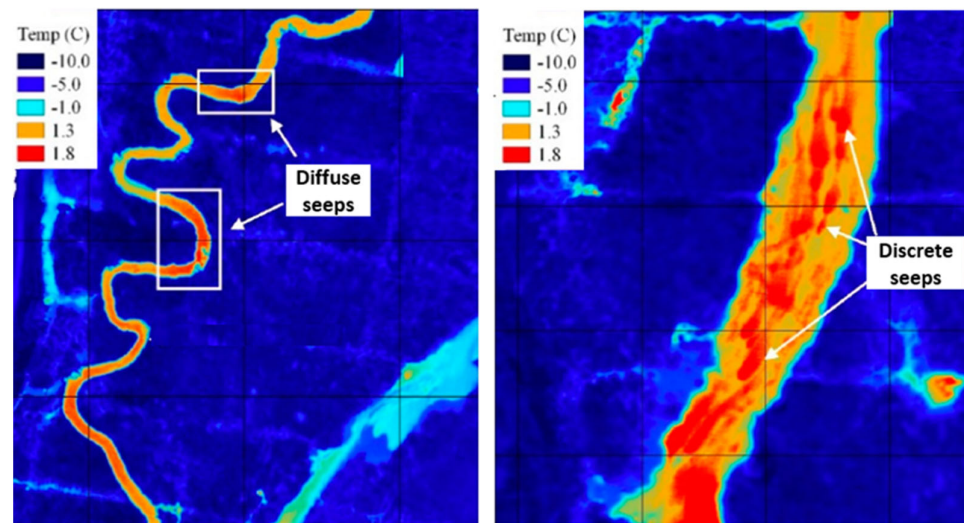 Temp (C)
-10.0
-5.0
-1.0
1.3
1.8
Diffuse
seeps
Temp (C)
-10.0
-5.0
-1.0
1.3
1.8
Discrete
seeps